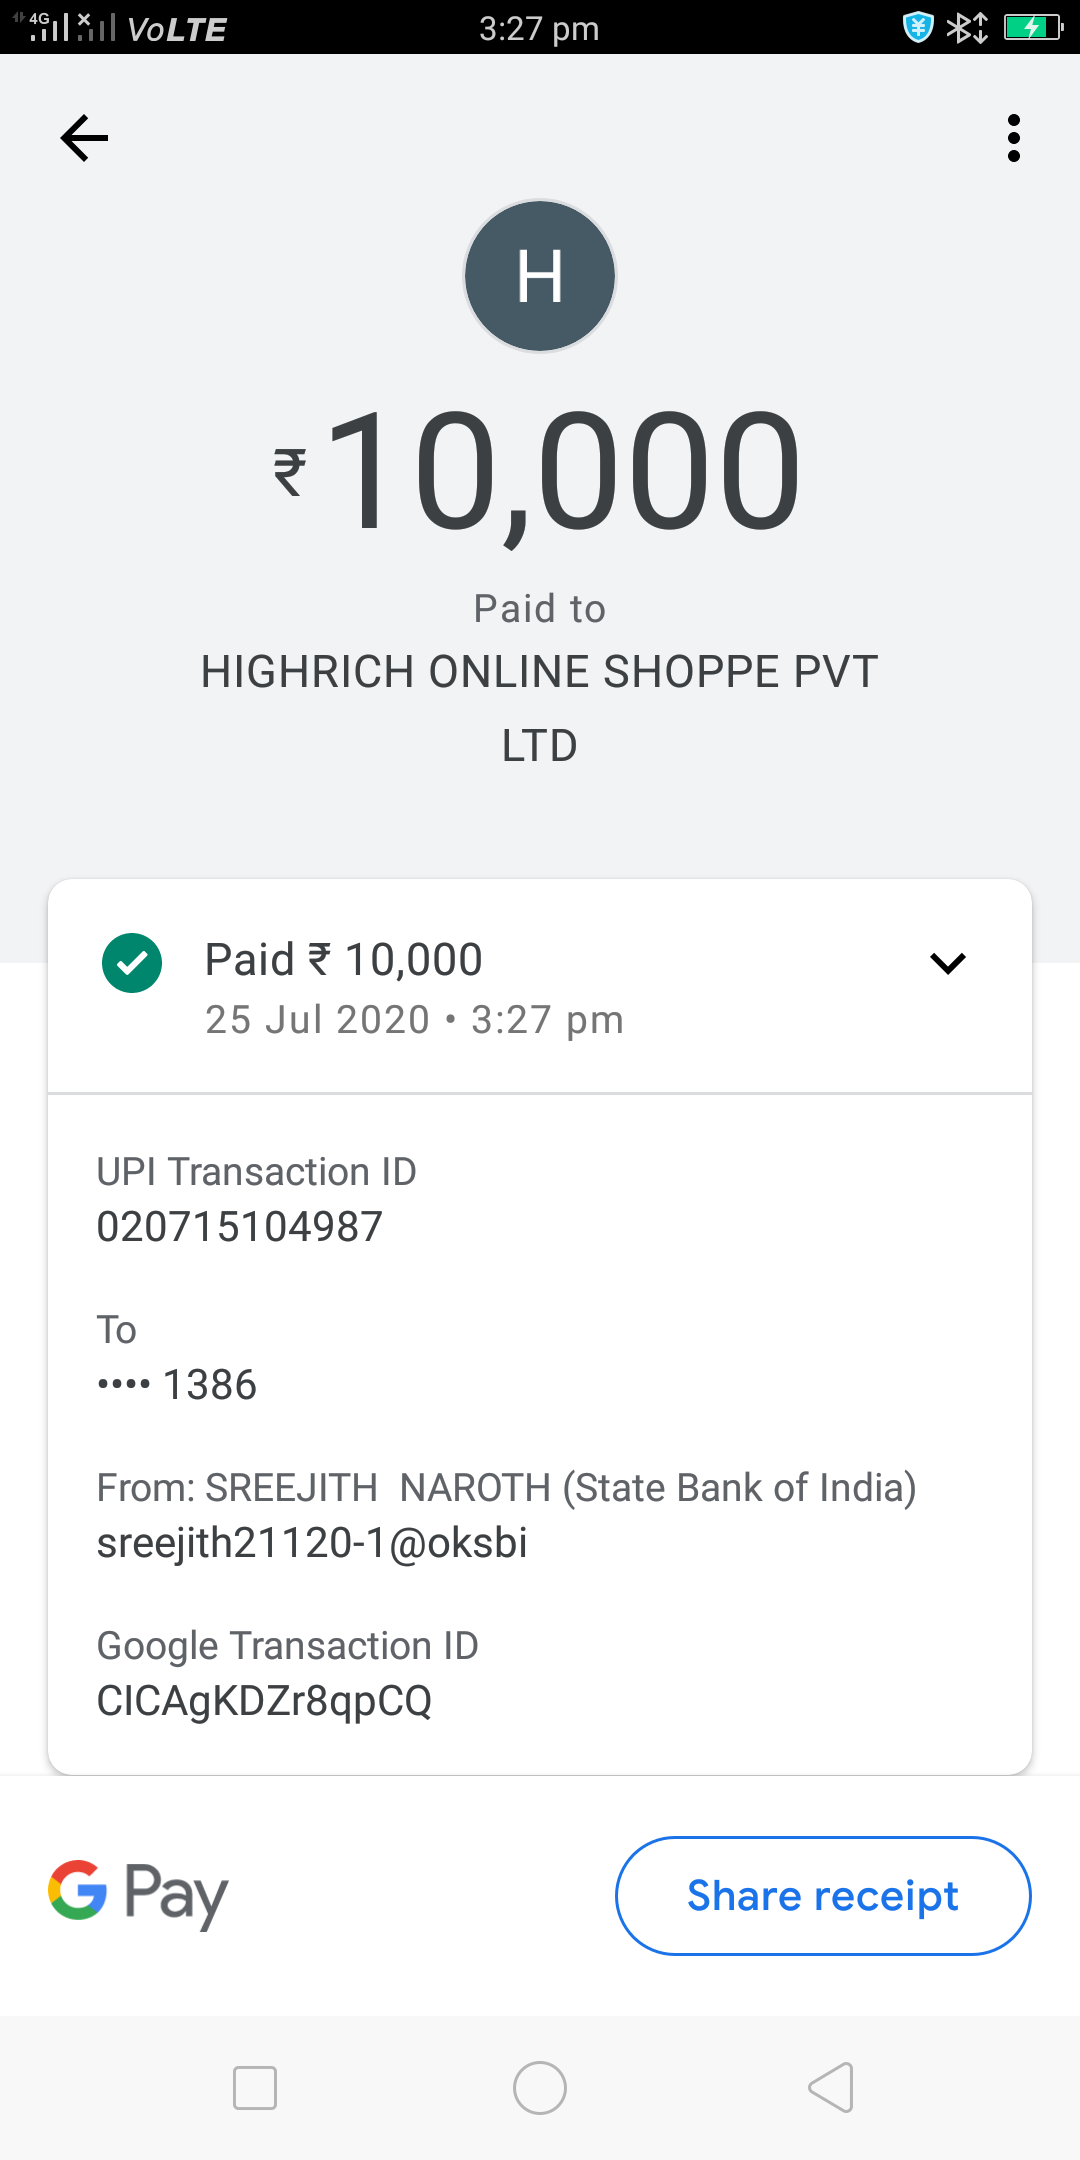 4G VoLTE 3:27 pm
H
₹10,000
Paid to
HIGHRICH ONLINE SHOPPE PVT
LTD
Paid ₹ 10,000
25 Jul 2020 • 3:27 pm
UPI Transaction ID
020715104987
To
•••• 1386
From: SREEJITH  NAROTH (State Bank of India)
sreejith21120-1@oksbi
Google Transaction ID
CICAgKDZr8qpCQ
G Pay
Share receipt